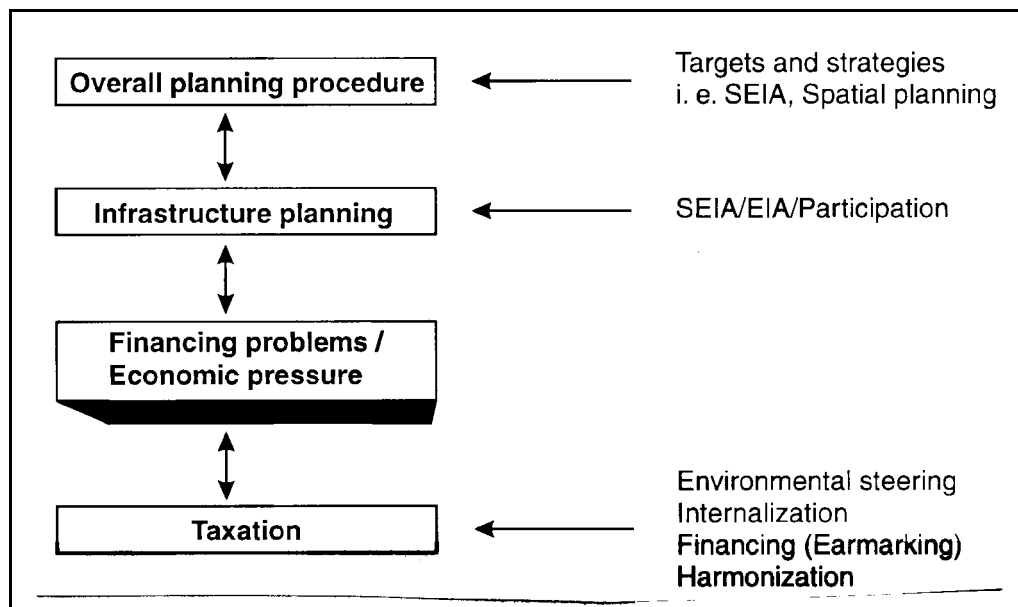 Overall planning procedure
Targets and strategies
i. e. SEIA, Spatial planning
Infrastructure planning
SEIA/EIA/Participation
Financing problems /
Economic pressure
Taxation
Environmental steering
Internalization
Financing (Earmarking)
Harmonization